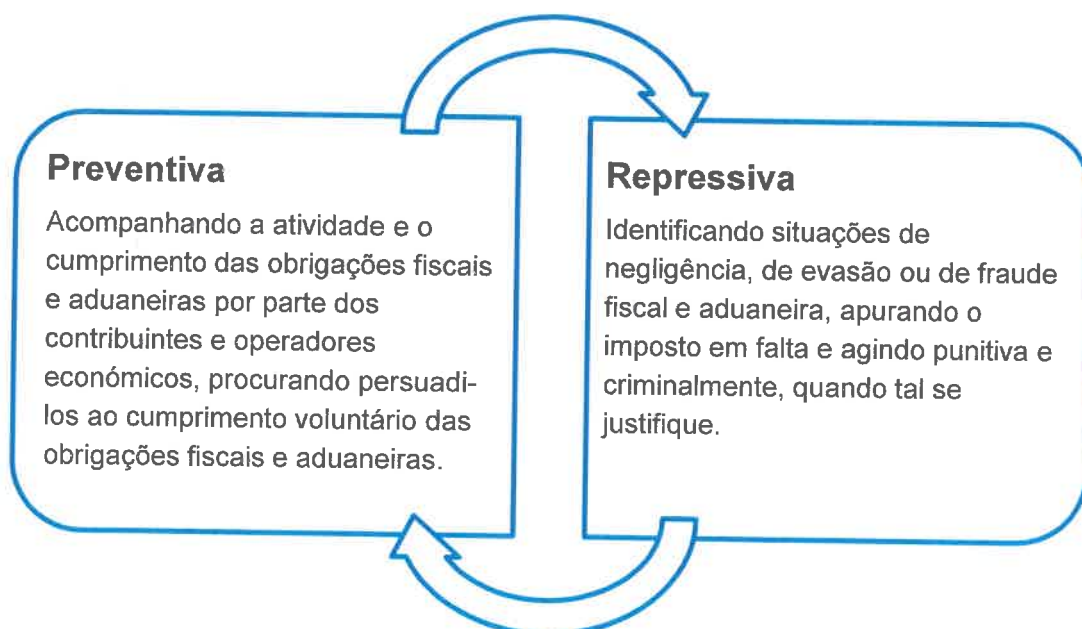 Preventiva
Acompanhando a atividade e o
cumprimento das obrigações fiscais
e aduaneiras por parte dos
contribuintes e operadores
económicos, procurando persuadi-
los ao cumprimento voluntário das
obrigações fiscais e aduaneiras.
Repressiva
Identificando situações de
negligência, de evasão ou de fraude
fiscal e aduaneira, apurando o
imposto em falta e agindo punitiva e
criminalmente, quando tal se
justifique.